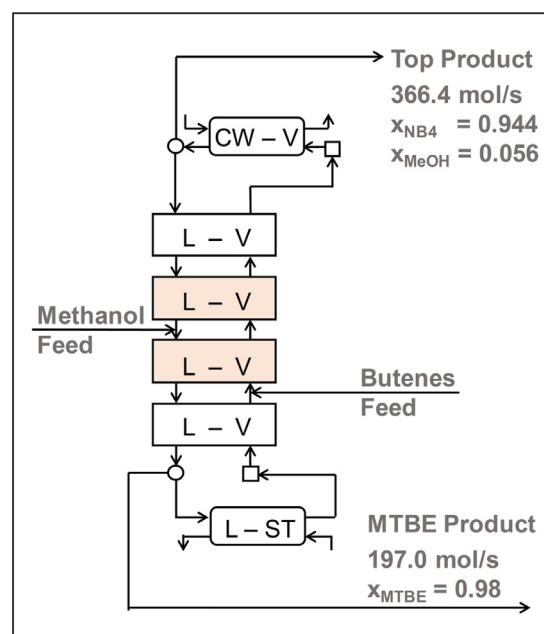 Top Product
366.4 mol/s
x_NB4 = 0.944
x_MeOH = 0.056
CW – V
L – V
L – V
Methanol
Feed
L – V
Butenes
Feed
L – V
L – ST
MTBE Product
197.0 mol/s
x_MTBE = 0.98